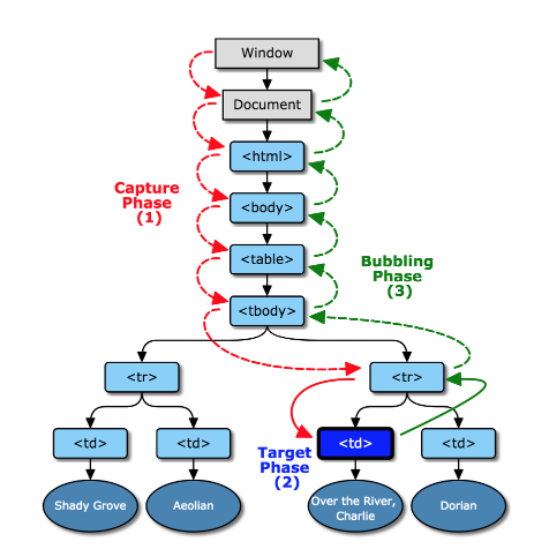 Window
Document
<html>
Capture
Phase
(1)
<body>
<table>
Bubbling
Phase
(3)
<tbody>
<tr>
<tr>
<td>
<td>
Target
Phase
(2)
<td>
<td>
Shady Grove
Aeolian
Over the River,
Charlie
Dorian